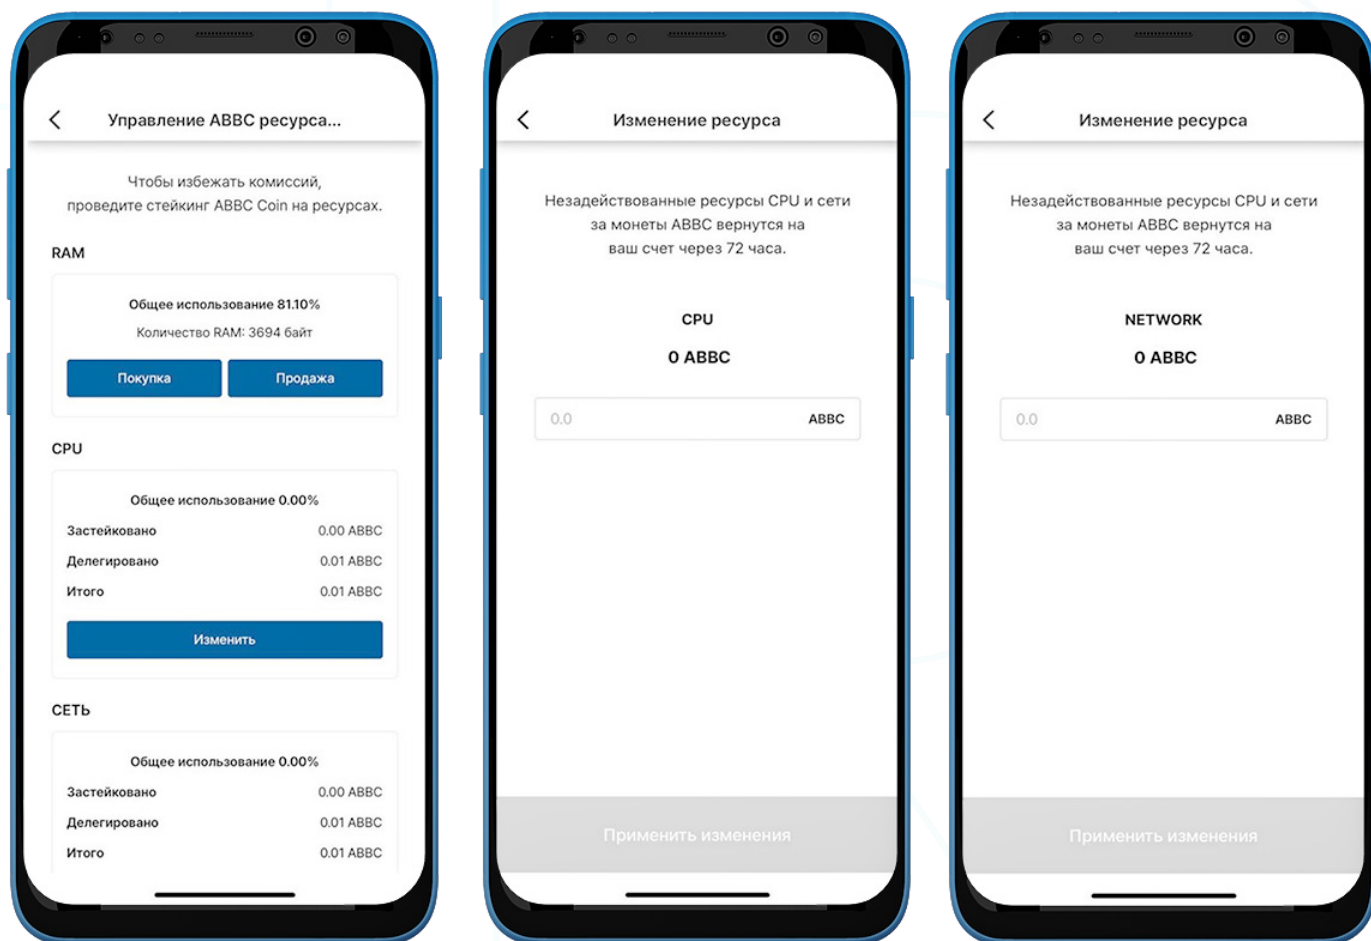 Управление ABBC ресурса...
Чтобы избежать комиссий,
проведите стейкинг ABBC Coin на ресурсах.
RAM
Общее использование 81.10%
Количество RAM: 3694 байт
Покупка
Продажа
CPU
Общее использование 0.00%
Застейковано 0.00 ABBC
Делегировано 0.01 ABBC
Итого 0.01 ABBC
Изменить
СЕТЬ
Общее использование 0.00%
Застейковано 0.00 ABBC
Делегировано 0.01 ABBC
Итого 0.01 ABBC
Изменение ресурса
Незадействованные ресурсы CPU и сети
за монеты ABBC вернутся на
ваш счет через 72 часа.
CPU
0 ABBC
0.0 ABBC
Применить изменения
Изменение ресурса
Незадействованные ресурсы CPU и сети
за монеты ABBC вернутся на
ваш счет через 72 часа.
NETWORK
0 ABBC
0.0 ABBC
Применить изменения